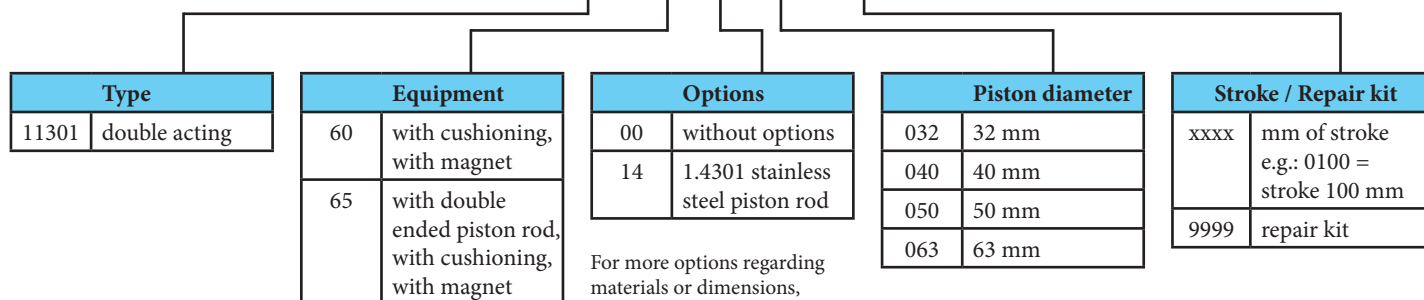 Type
11301 double acting
Equipment
60 with cushioning,
with magnet
65 with double
ended piston rod,
with cushioning,
with magnet
Options
00 without options
14 1.4301 stainless
steel piston rod
For more options regarding
materials or dimensions,
Piston diameter
032 32 mm
040 40 mm
050 50 mm
063 63 mm
Stroke / Repair kit
xxxx mm of stroke
e.g.: 0100 =
stroke 100 mm
9999 repair kit